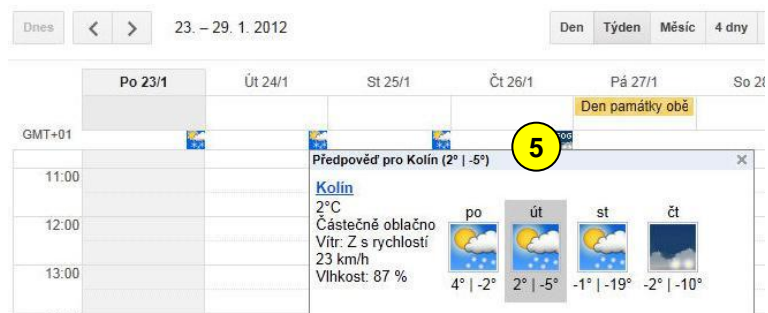 Dnes < > 23. – 29. 1. 2012 Den Týden Měsíc 4 dny
Po 23/1 Út 24/1 St 25/1 Čt 26/1 Pá 27/1 So 28
Den památky obě
GMT+01
5
Předpověď pro Kolín (2° | -5°)
11:00
Kolín
2°C
Částečně oblačno
Vítr: Z s rychlostí
23 km/h
Vlhkost: 87 %
po út st čt
4° | -2° 2° | -5° -1° | -19° -2° | -10°
12:00
13:00